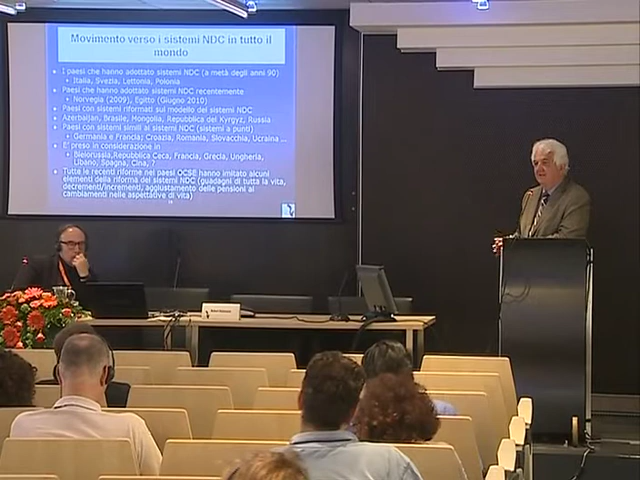 Movimento verso i sistemi NDC in tutto il
mondo
I paesi che hanno adottato sistemi NDC (a metà degli anni 90)
Italia, Svezia, Lettonia, Polonia
Paesi che hanno adottato sistemi NDC recentemente
Norvegia (2009), Egitto (Giugno 2010)
Paesi con sistemi riformati sul modello dei sistemi NDC
Azerbaijan, Brasile, Mongolia, Repubblica del Kyrgyz, Russia
Paesi con sistemi simili ai sistemi NDC (sistemi a punti)
Germania e Francia; Croazia, Romania, Slovacchia, Ucraina ...
E' preso in considerazione in
Bielorussia, Repubblica Ceca, Francia, Grecia, Ungheria,
Libano, Spagna, Cina, ?
Tutte le recenti riforme nei paesi OCSE hanno imitato alcuni
elementi della riforma dei sistemi NDC (guadagni di tutta la vita,
decrementi/incrementi, aggiustamento delle pensioni ai
cambiamenti nelle aspettative di vita)